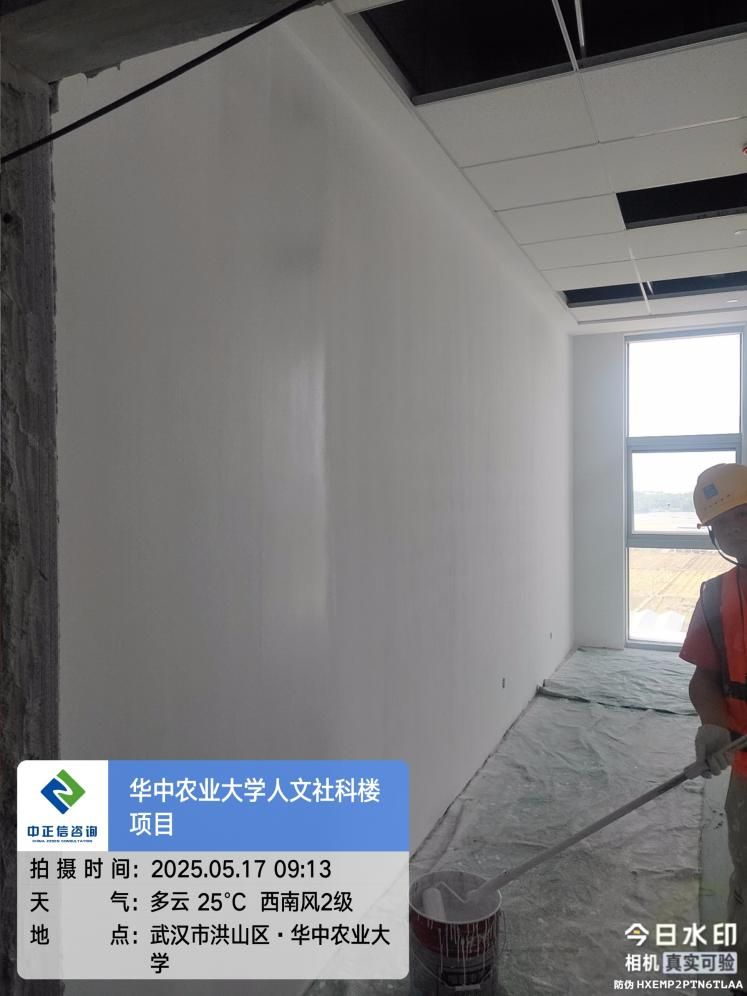 华中农业大学人文社科楼
项目
中正信咨询
CHINA ZEXIN CONSULTATION
拍摄时间：2025.05.17 09:13
天气：多云 25°C 西南风2级
地点：武汉市洪山区·华中农业大
学
今日水印
相机 真实可验
防伪 HXEMP2PTN6TLAA